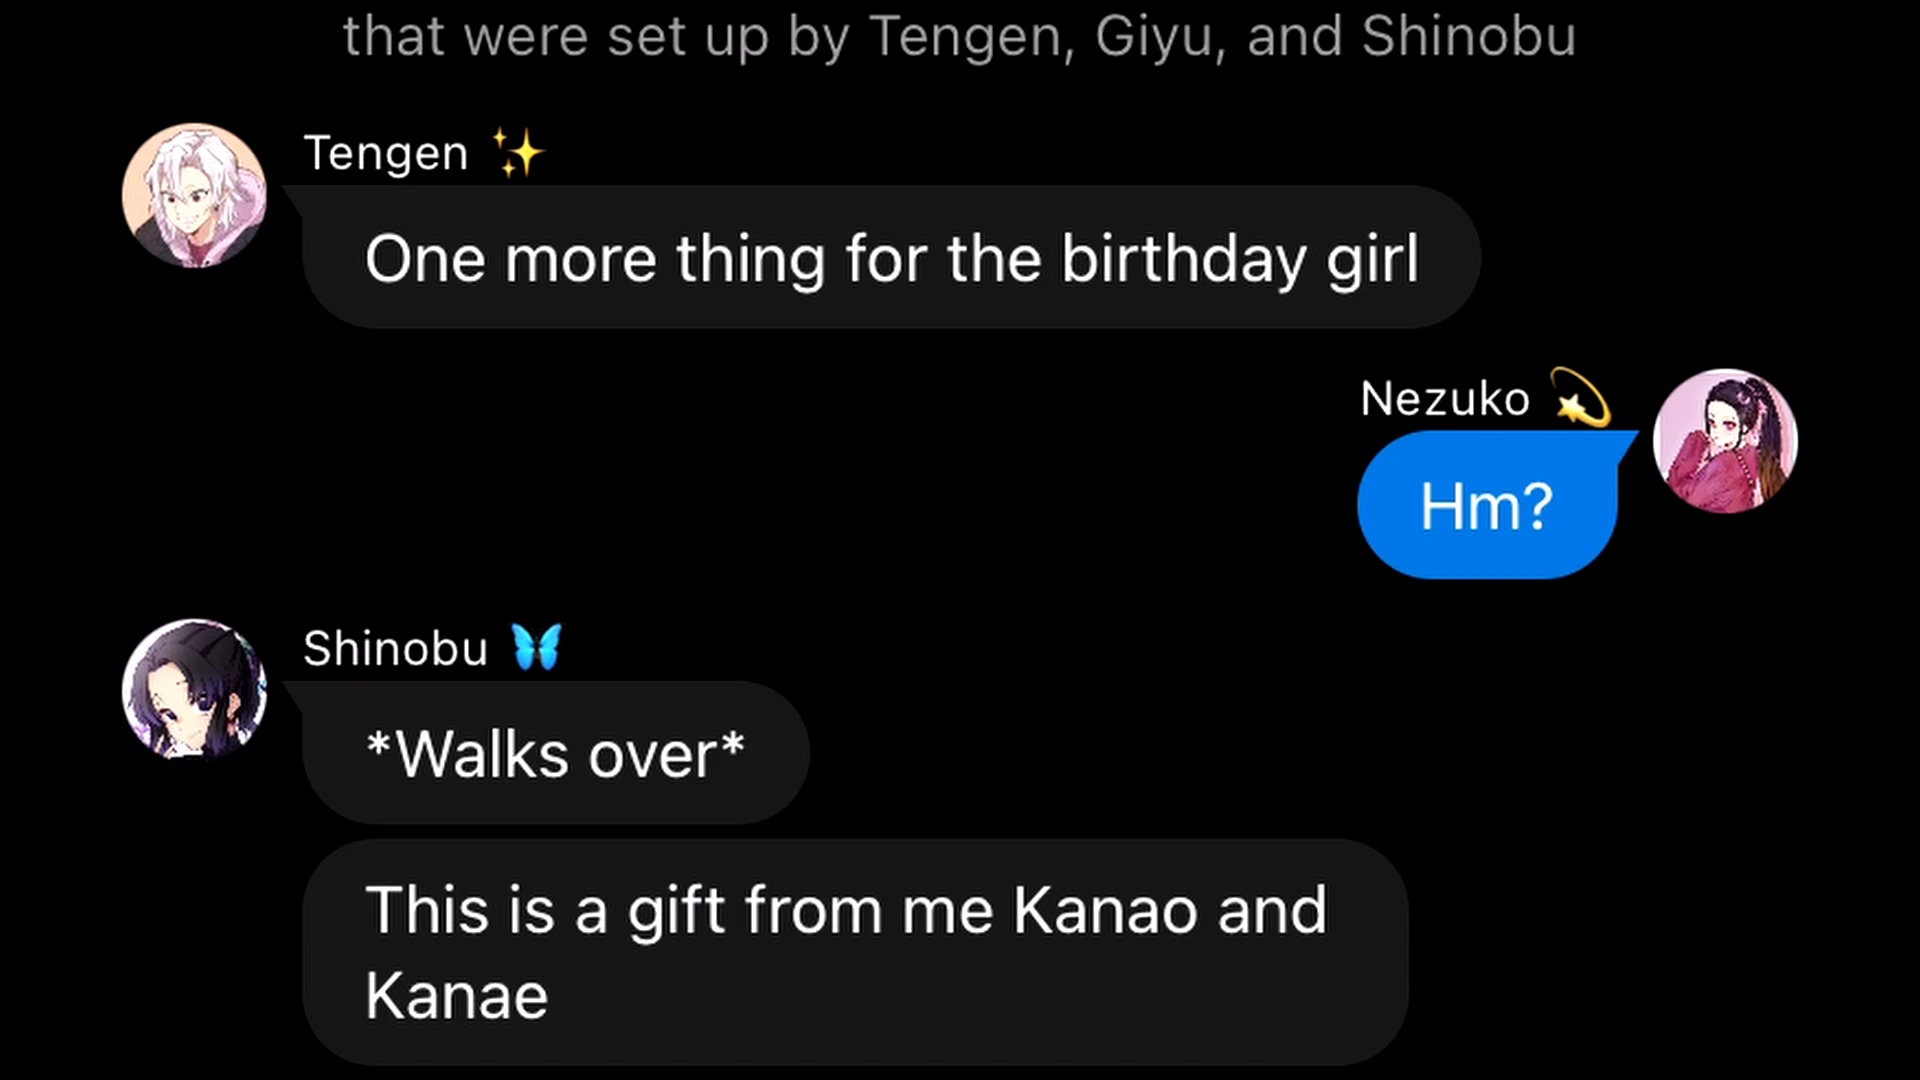 that were set up by Tengen, Giyu, and Shinobu
Tengen ✨
One more thing for the birthday girl
Nezuko 💫
Hm?
Shinobu 🦋
*Walks over*
This is a gift from me Kanao and
Kanae